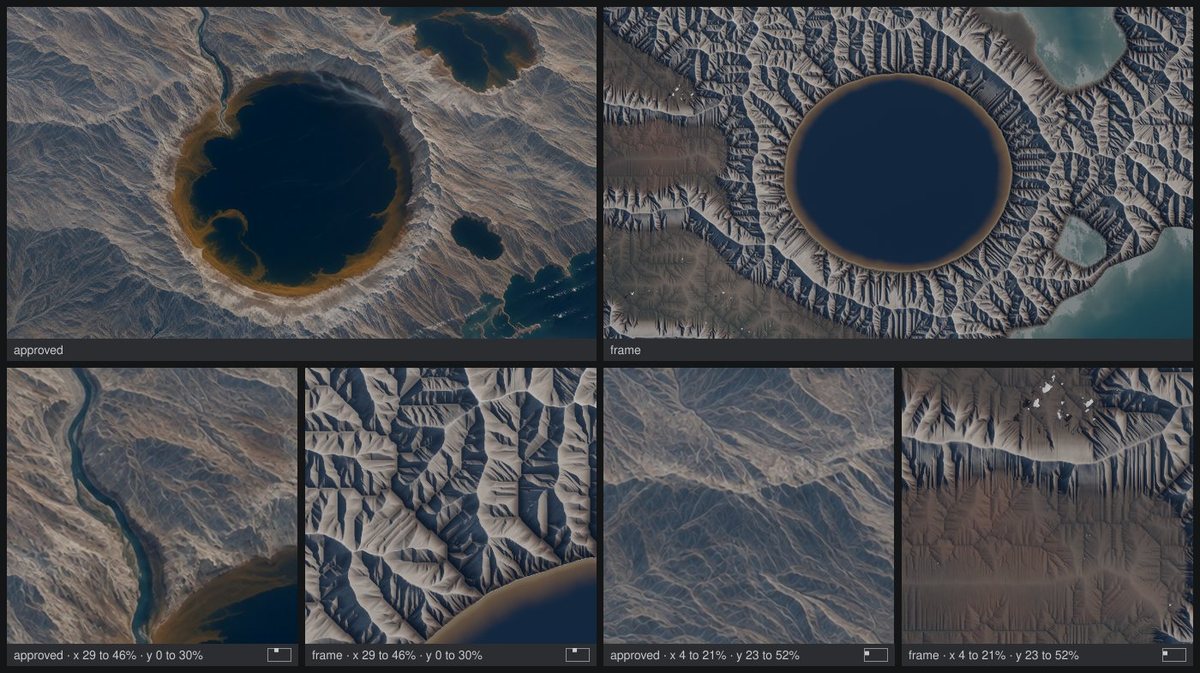 approved
frame
approved · x 29 to 46% · y 0 to 30%
frame · x 29 to 46% · y 0 to 30%
approved · x 4 to 21% · y 23 to 52%
frame · x 4 to 21% · y 23 to 52%